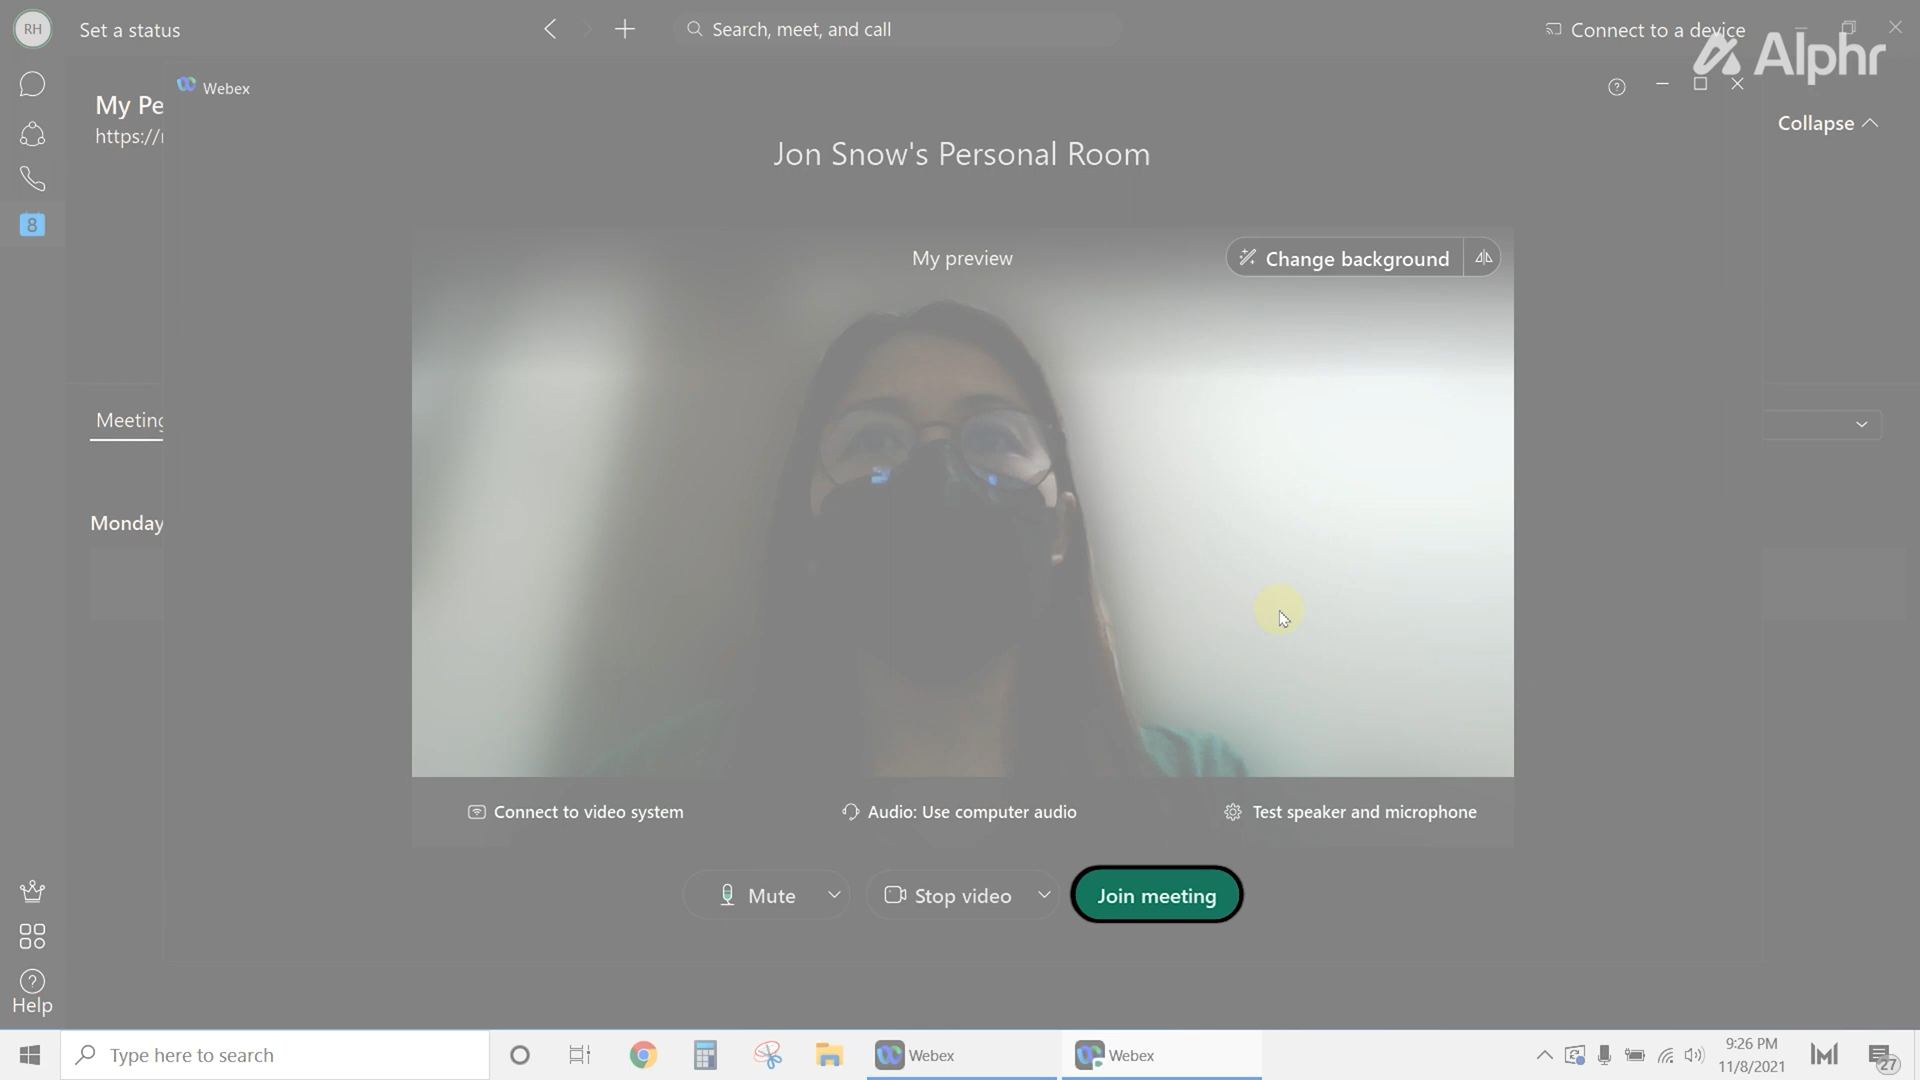 RH
Set a status
Search, meet, and call
Connect to a device
Alphr
My Pe
Webex
https://
Collapse
Jon Snow's Personal Room
8
My preview
Change background
Meeting
Monday
Connect to video system
Audio: Use computer audio
Test speaker and microphone
Mute
Stop video
Join meeting
Help
Type here to search
Webex
Webex
9:26 PM
11/8/2021
27